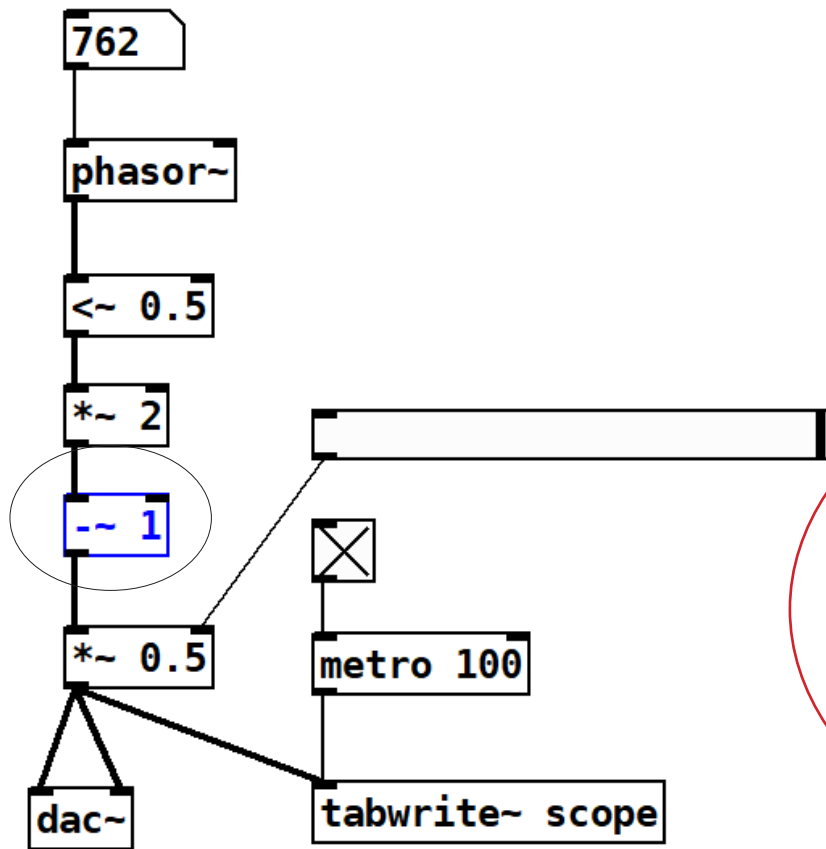 762
phasor~
<~ 0.5
*~ 2
-~ 1
*~ 0.5
metro 100
dac~
tabwrite~ scope